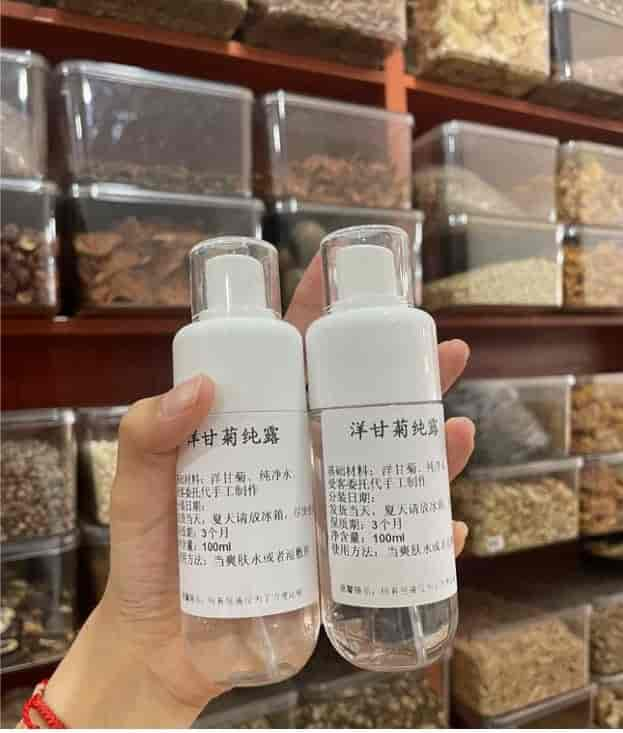 洋甘菊纯露
基础材料：洋甘菊、纯净水、
受客委托代手工制作
分装日期：
发货当天，夏天请放冰箱，
保质期：3个月
净含量：100ml
使用方法：当爽肤水或者湿敷
洋甘菊纯露
基础材料：洋甘菊、纯净
受客委托代手工制作
分装日期：
发货当天，夏天请放冰箱
保质期：3个月
净含量：100ml
使用方法：当爽肤水或者